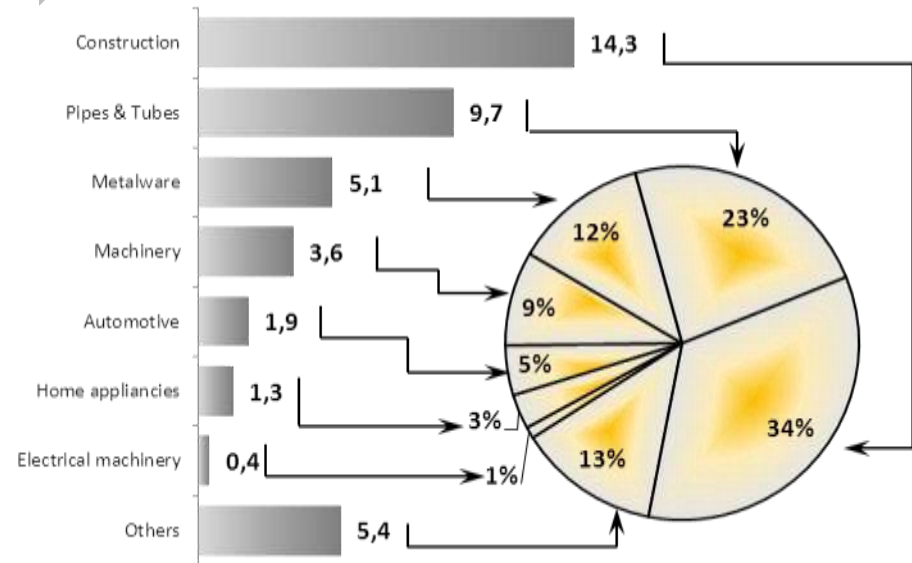 Construction
14,3
Pipes & Tubes
9,7
Metalware
5,1
Machinery
3,6
Automotive
1,9
Home appliancies
1,3
Electrical machinery
0,4
Others
5,4
23%
12%
9%
5%
3%
1%
13%
34%